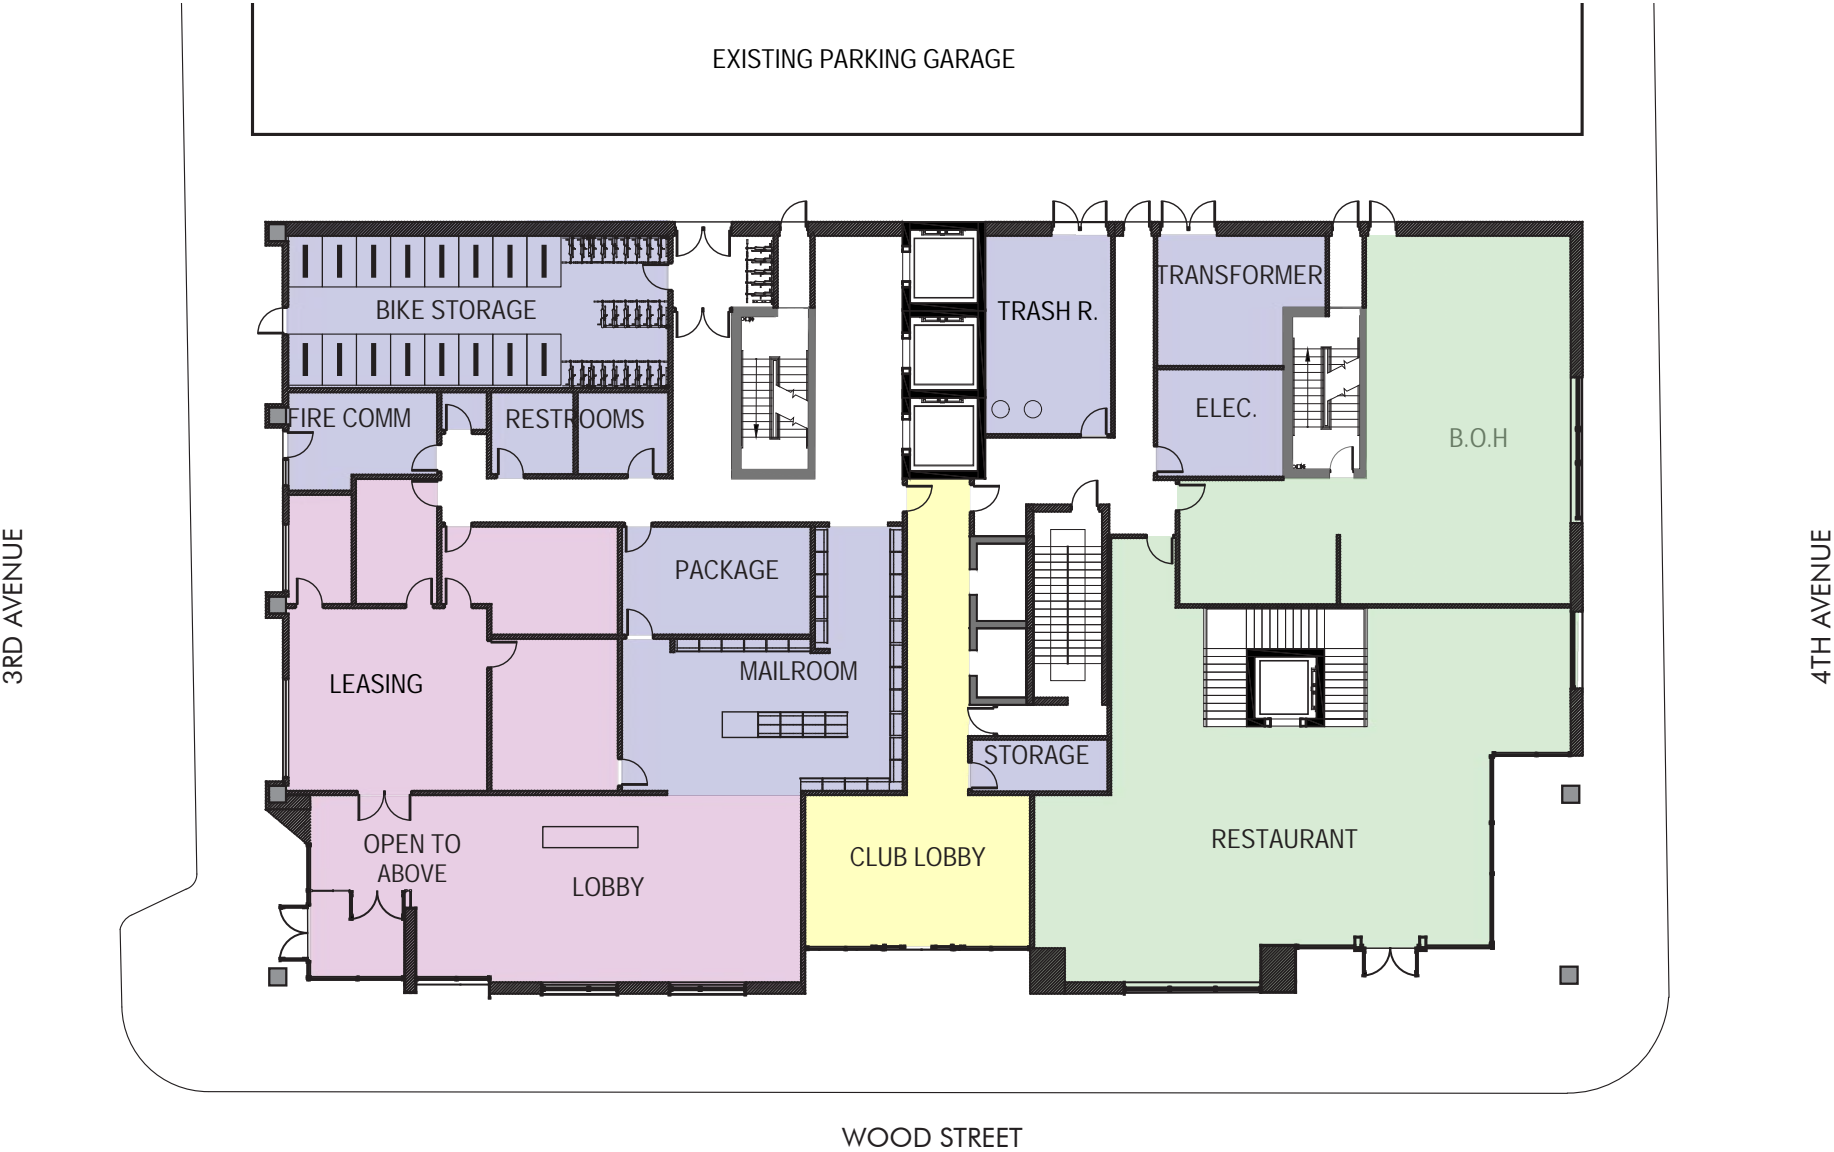 EXISTING PARKING GARAGE
TRANSFORMER
BIKE STORAGE
TRASH R.
FIRE COMM
RESTROOMS
ELEC.
B.O.H
3RD AVENUE
4TH AVENUE
PACKAGE
MAILROOM
LEASING
STORAGE
OPEN TO
ABOVE
LOBBY
CLUB LOBBY
RESTAURANT
WOOD STREET